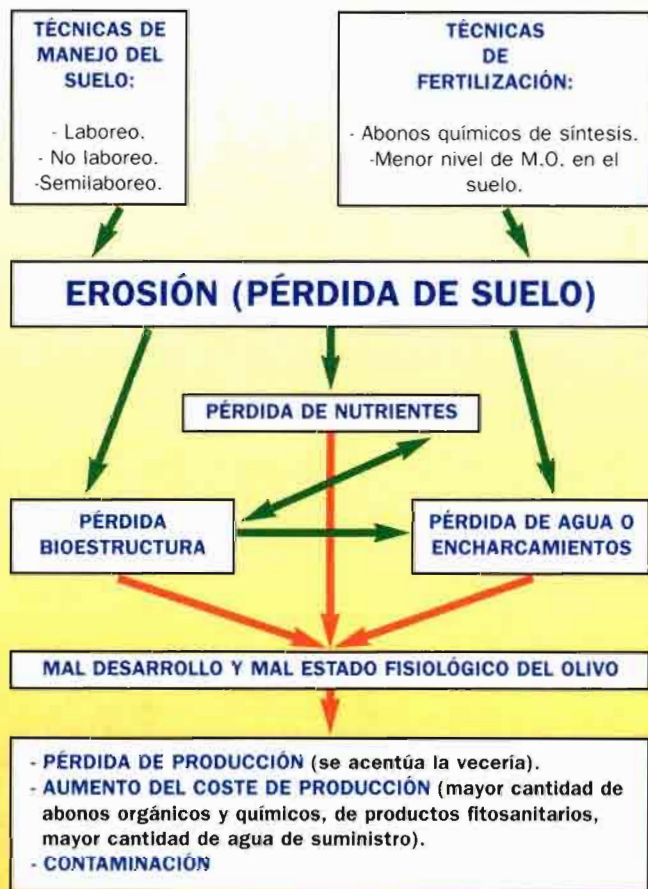 TÉCNICAS DE
MANEJO DEL
SUELO:
- Laboreo.
- No laboreo.
-Semilaboreo.
TÉCNICAS
DE
FERTILIZACIÓN:
- Abonos químicos de síntesis.
-Menor nivel de M.O. en el
suelo.
EROSIÓN (PÉRDIDA DE SUELO)
PÉRDIDA DE NUTRIENTES
PÉRDIDA
BIOESTRUCTURA
PÉRDIDA DE AGUA O
ENCHARCAMIENTOS
MAL DESARROLLO Y MAL ESTADO FISIOLÓGICO DEL OLIVO
- PÉRDIDA DE PRODUCCIÓN (se acentúa la vecería).
- AUMENTO DEL COSTE DE PRODUCCIÓN (mayor cantidad de
abonos orgánicos y químicos, de productos fitosanitarios,
mayor cantidad de agua de suministro).
- CONTAMINACIÓN